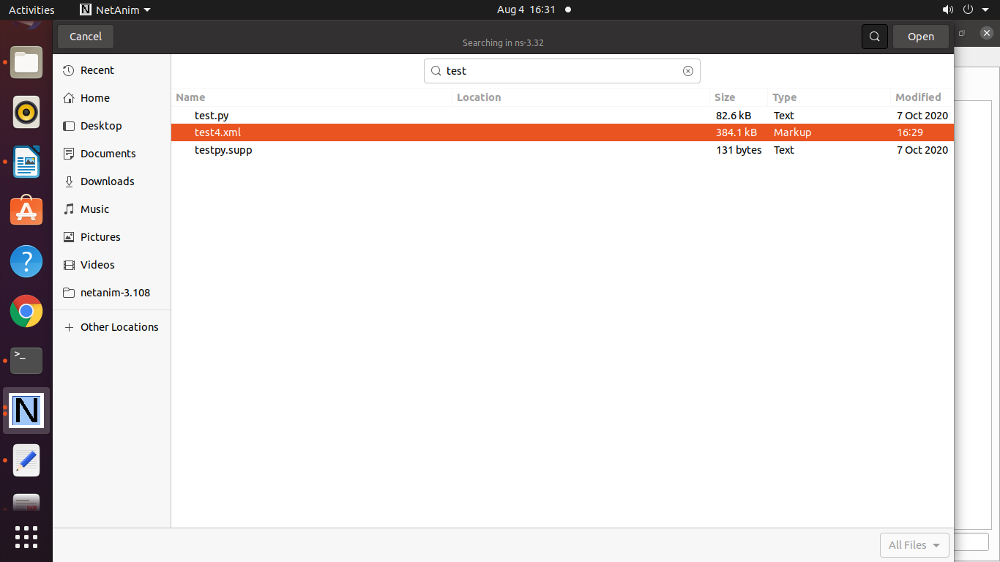 Activities NetAnim Aug 4 16:31
Cancel Searching in ns-3.32 Open
Recent
Home
Desktop
Documents
Downloads
Music
Pictures
Videos
netanim-3.108
Other Locations
test
Name Location Size Type Modified
test.py 82.6 kB Text 7 Oct 2020
test4.xml 384.1 kB Markup 16:29
testpy.supp 131 bytes Text 7 Oct 2020
All Files
>_
N
?